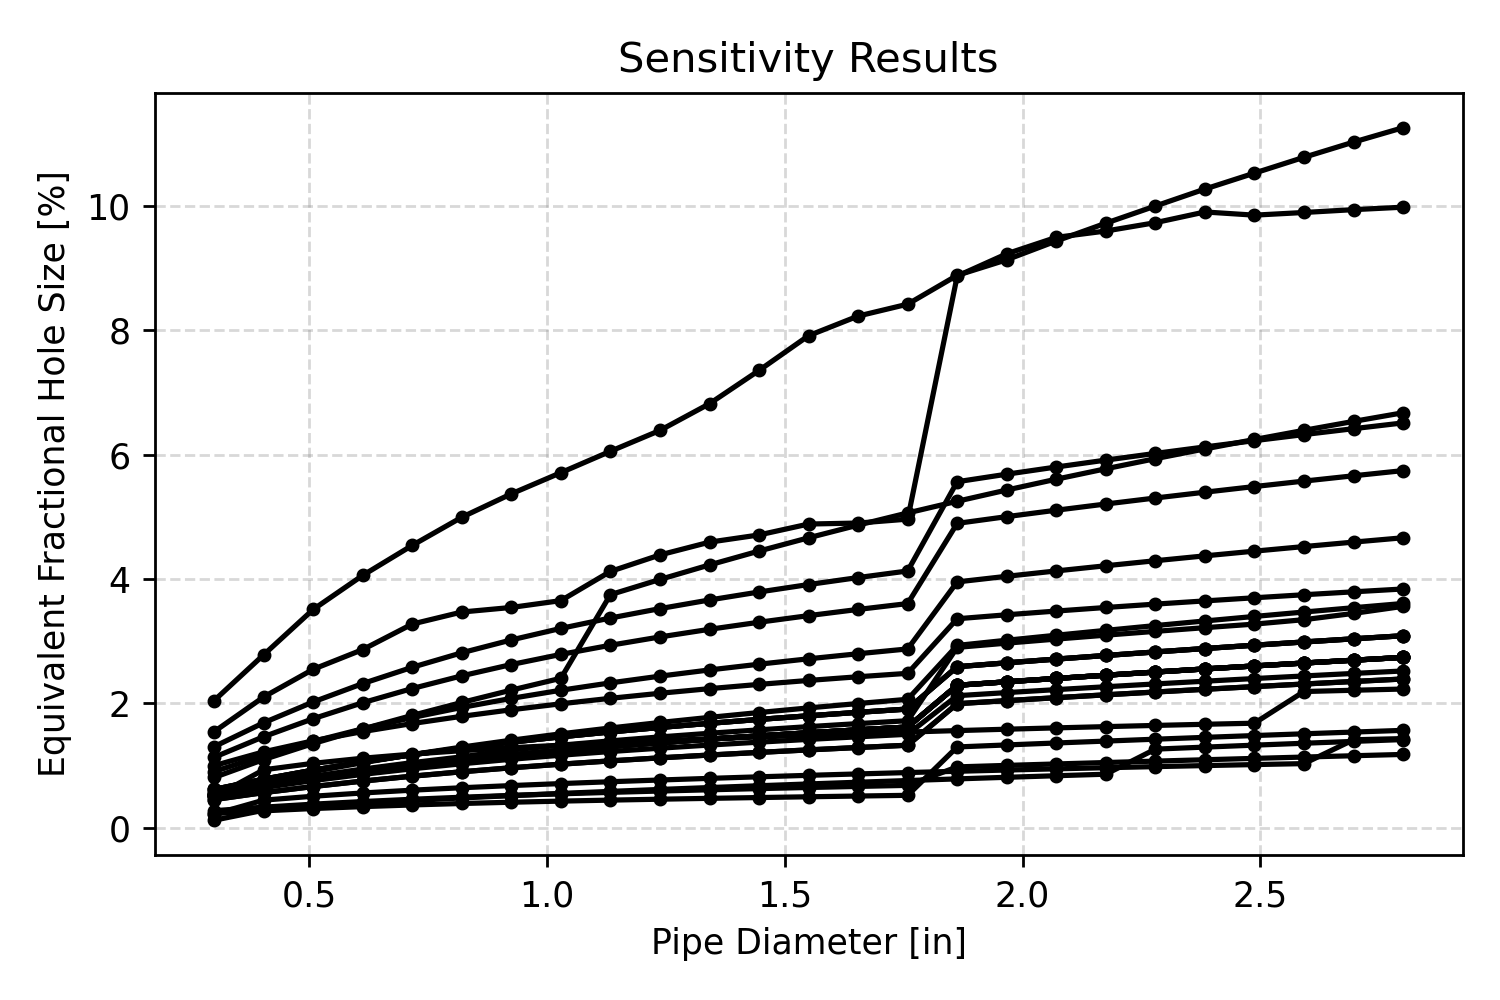 Sensitivity Results
Equivalent Fractional Hole Size [%]
10
8
6
4
2
0
0.5 1.0 1.5 2.0 2.5
Pipe Diameter [in]